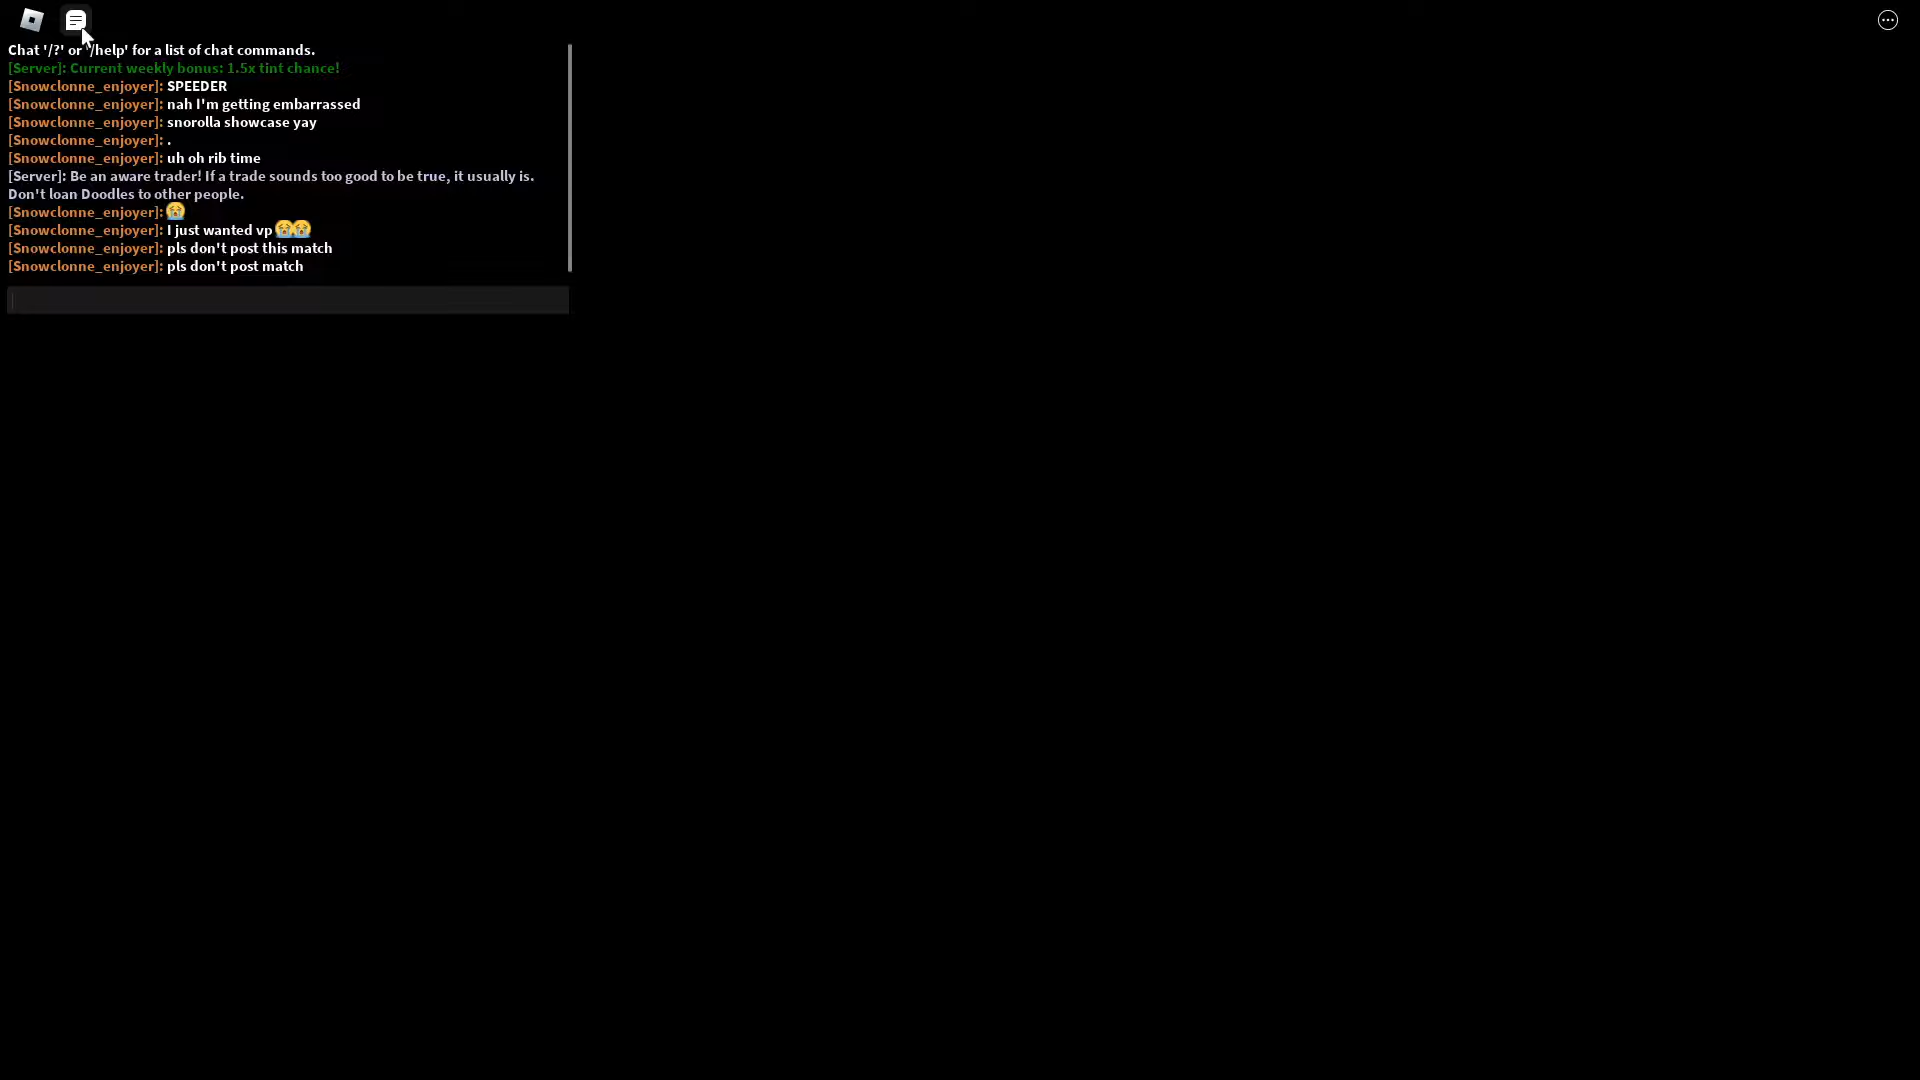 Chat '/?' or '/help' for a list of chat commands.
[Server]: Current weekly bonus: 1.5x tint chance!
[Snowclonne_enjoyer]: SPEEDER
[Snowclonne_enjoyer]: nah I'm getting embarrassed
[Snowclonne_enjoyer]: snorolla showcase yay
[Snowclonne_enjoyer]: .
[Snowclonne_enjoyer]: uh oh rib time
[Server]: Be an aware trader! If a trade sounds too good to be true, it usually is.
Don't loan Doodles to other people.
[Snowclonne_enjoyer]: 😭
[Snowclonne_enjoyer]: I just wanted vp 😭😭
[Snowclonne_enjoyer]: pls don't post this match
[Snowclonne_enjoyer]: pls don't post match